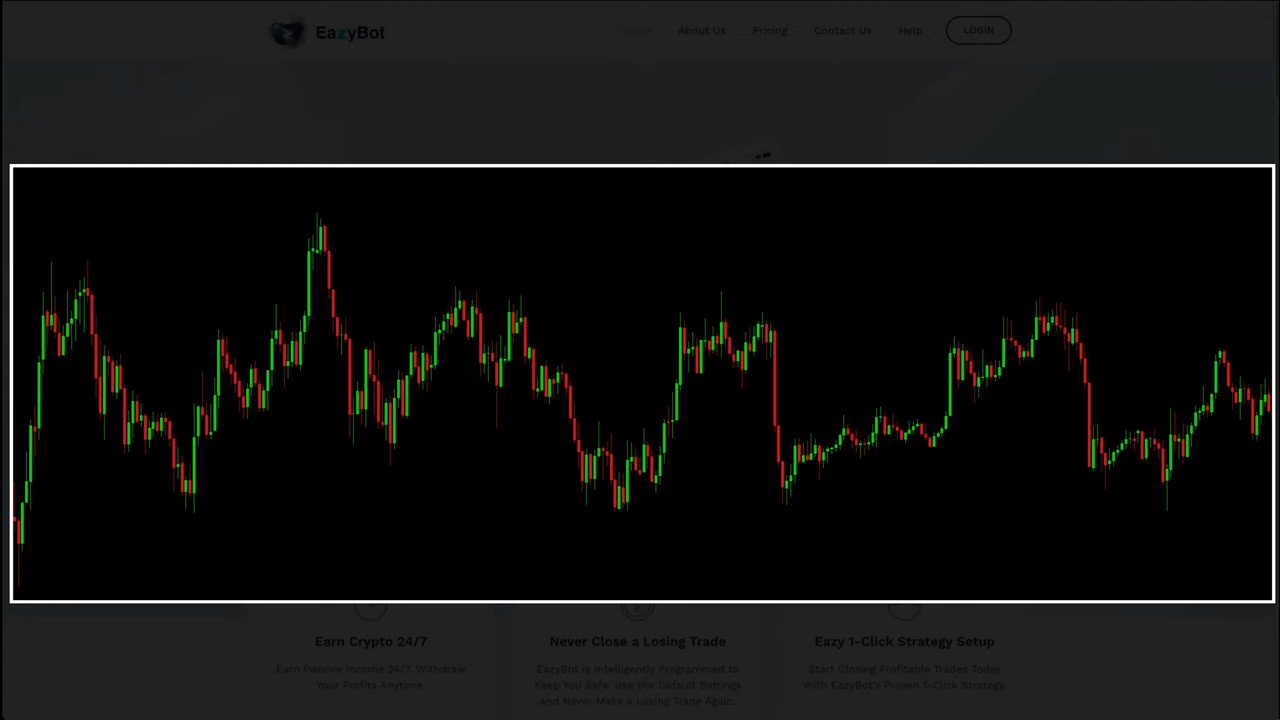 EazyBot
Home About Us Pricing Contact Us Help LOGIN
Earn Crypto 24/7
Earn Passive Income 24/7. Withdraw
Your Profits Anytime.
Never Close a Losing Trade
EazyBot is Intelligently Programmed to
Keep You Safe. Use the Default Settings
and Never Make a Losing Trade Again.
Eazy 1-Click Strategy Setup
Start Closing Profitable Trades Today
With EazyBot's Proven 1-Click Strategy.